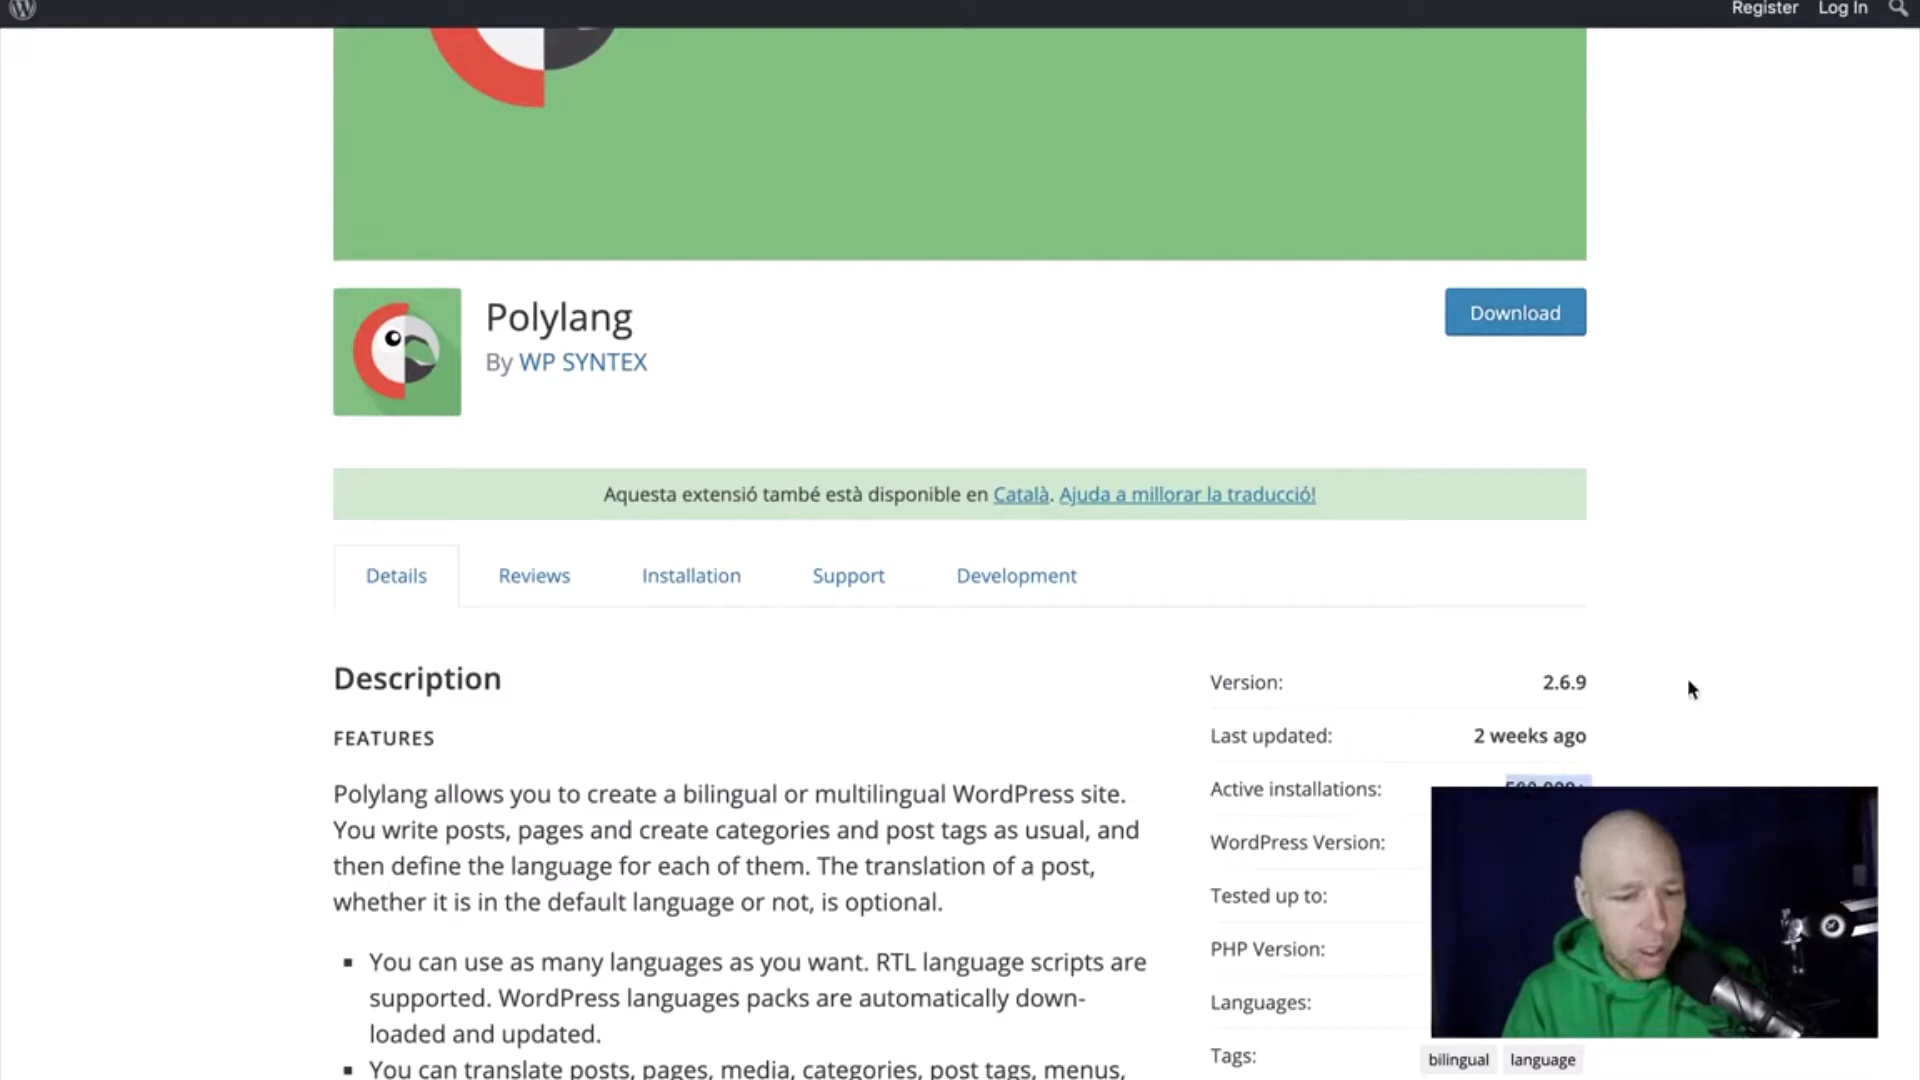 Register Log In
Polylang
By WP SYNTEX
Download
Aquesta extensió també està disponible en Català. Ajuda a millorar la traducció!
Details Reviews Installation Support Development
Description
FEATURES
Polylang allows you to create a bilingual or multilingual WordPress site.
You write posts, pages and create categories and post tags as usual, and
then define the language for each of them. The translation of a post,
whether it is in the default language or not, is optional.
▪ You can use as many languages as you want. RTL language scripts are
supported. WordPress languages packs are automatically down-
loaded and updated.
▪ You can translate posts, pages, media, categories, post tags, menus,
Version: 2.6.9
Last updated: 2 weeks ago
Active installations:
WordPress Version:
Tested up to:
PHP Version:
Languages:
Tags: bilingual language